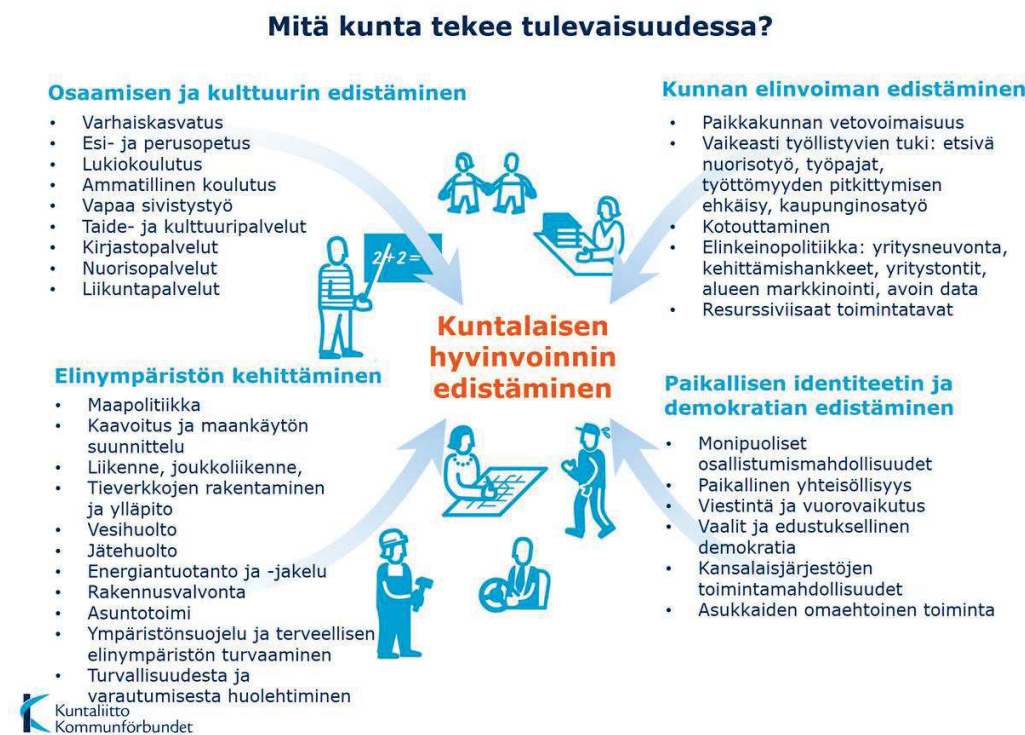 Mitä kunta tekee tulevaisuudessa?
Osaamisen ja kulttuurin edistäminen
• Varhaiskasvatus
• Esi- ja perusopetus
• Lukiokoulutus
• Ammatillinen koulutus
• Vapaa sivistystyö
• Taide- ja kulttuuripalvelut
• Kirjastopalvelut
• Nuorisopalvelut
• Liikuntapalvelut
2+2=
Kunnan elinvoiman edistäminen
• Paikkakunnan vetovoimaisuus
• Vaikeasti työllistyvien tuki: etsivä
nuorisotyö, työpajat,
työttömyyden pitkittymisen
ehkäisy, kaupunginosatyö
• Kotouttaminen
• Elinkeinopolitiikka: yritysneuvonta,
kehittämishankkeet, yritystontit,
alueen markkinointi, avoin data
• Resurssiviisaat toimintatavat
Kuntalaisen
hyvinvoinnin
edistäminen
Elinympäristön kehittäminen
• Maapolitiikka
• Kaavoitus ja maankäytön
suunnittelu
• Liikenne, joukkoliikenne,
• Tieverkkojen rakentaminen
ja ylläpito
• Vesihuolto
• Jätehuolto
• Energiantuotanto ja -jakelu
• Rakennusvalvonta
• Asuntotoimi
• Ympäristönsuojelu ja terveellisen
elinympäristön turvaaminen
• Turvallisuudesta ja
varautumisesta huolehtiminen
Paikallisen identiteetin ja
demokratian edistäminen
• Monipuoliset
osallistumismahdollisuudet
• Paikallinen yhteisöllisyys
• Viestintä ja vuorovaikutus
• Vaalit ja edustuksellinen
demokratia
• Kansalaisjärjestöjen
toimintamahdollisuudet
• Asukkaiden omaehtoinen toiminta
Kuntaliitto
Kommunförbundet